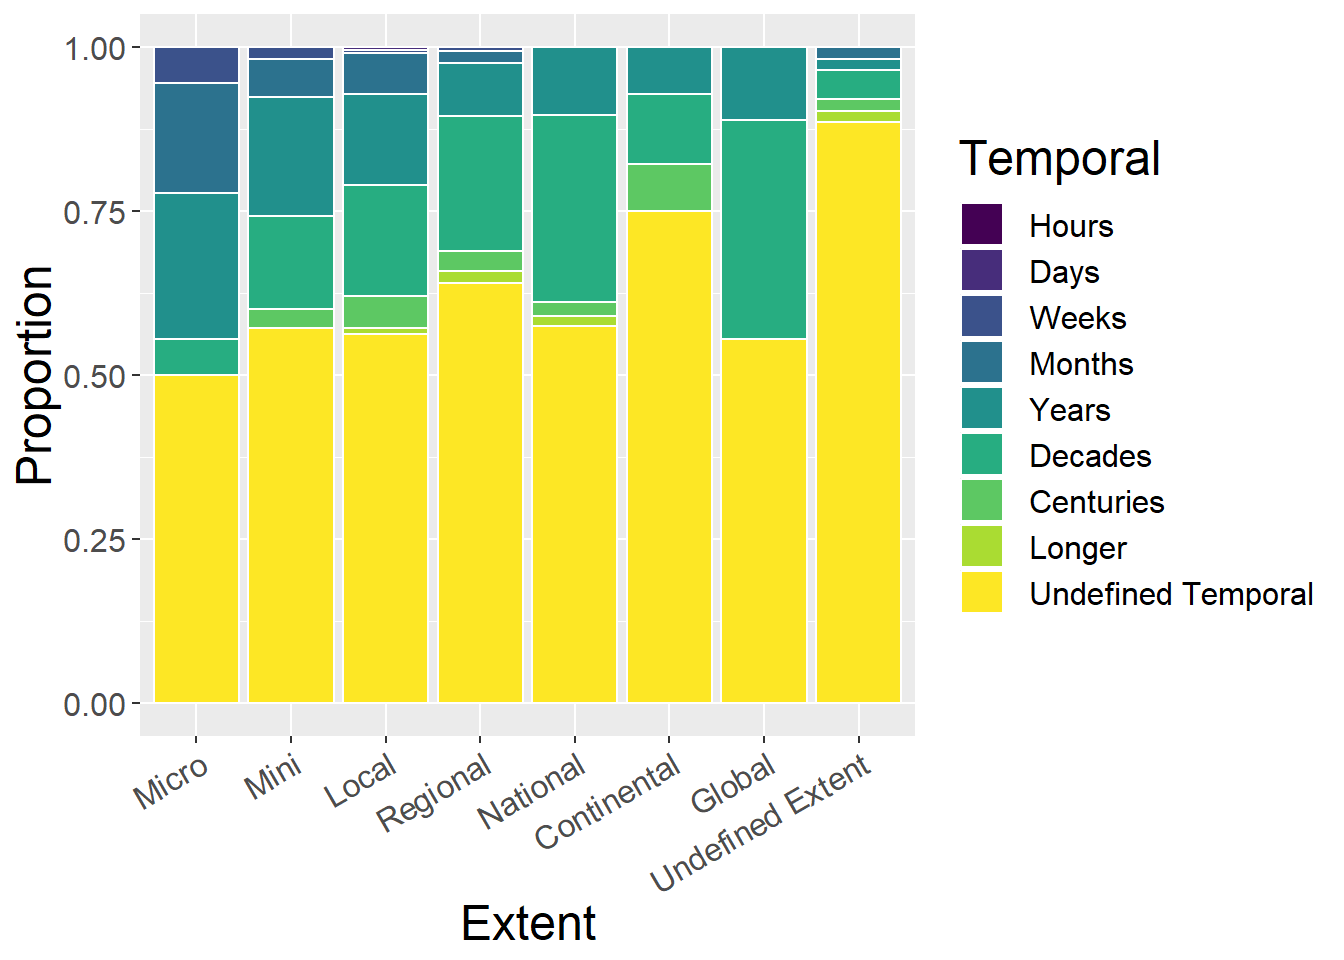 1.00
0.75
0.50
0.25
0.00
Proportion
Micro
Mini
Local
Regional
National
Continental
Global
Undefined Extent
Extent
Temporal
Hours
Days
Weeks
Months
Years
Decades
Centuries
Longer
Undefined Temporal